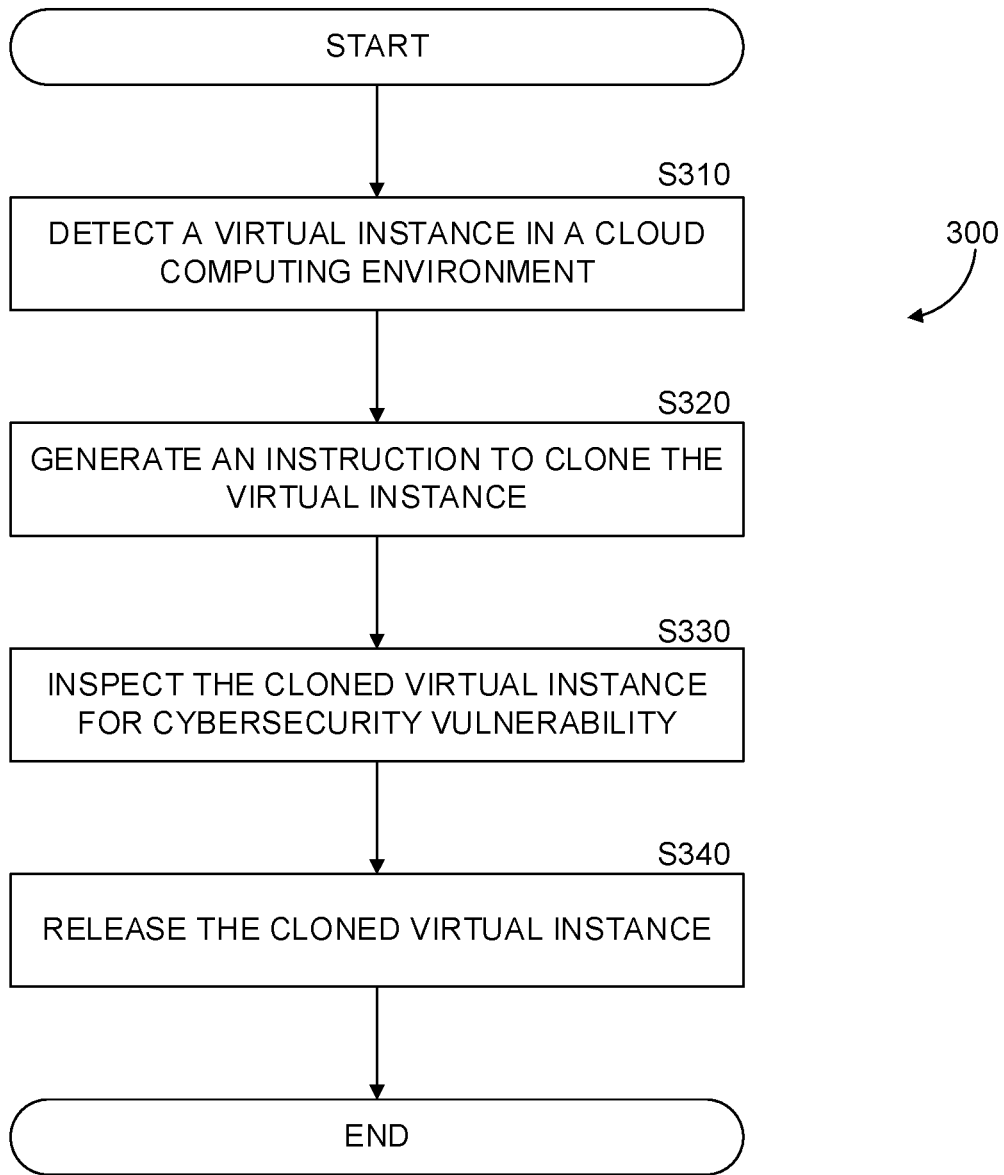 START
S310
DETECT A VIRTUAL INSTANCE IN A CLOUD
COMPUTING ENVIRONMENT
300
S320
GENERATE AN INSTRUCTION TO CLONE THE
VIRTUAL INSTANCE
S330
INSPECT THE CLONED VIRTUAL INSTANCE
FOR CYBERSECURITY VULNERABILITY
S340
RELEASE THE CLONED VIRTUAL INSTANCE
END